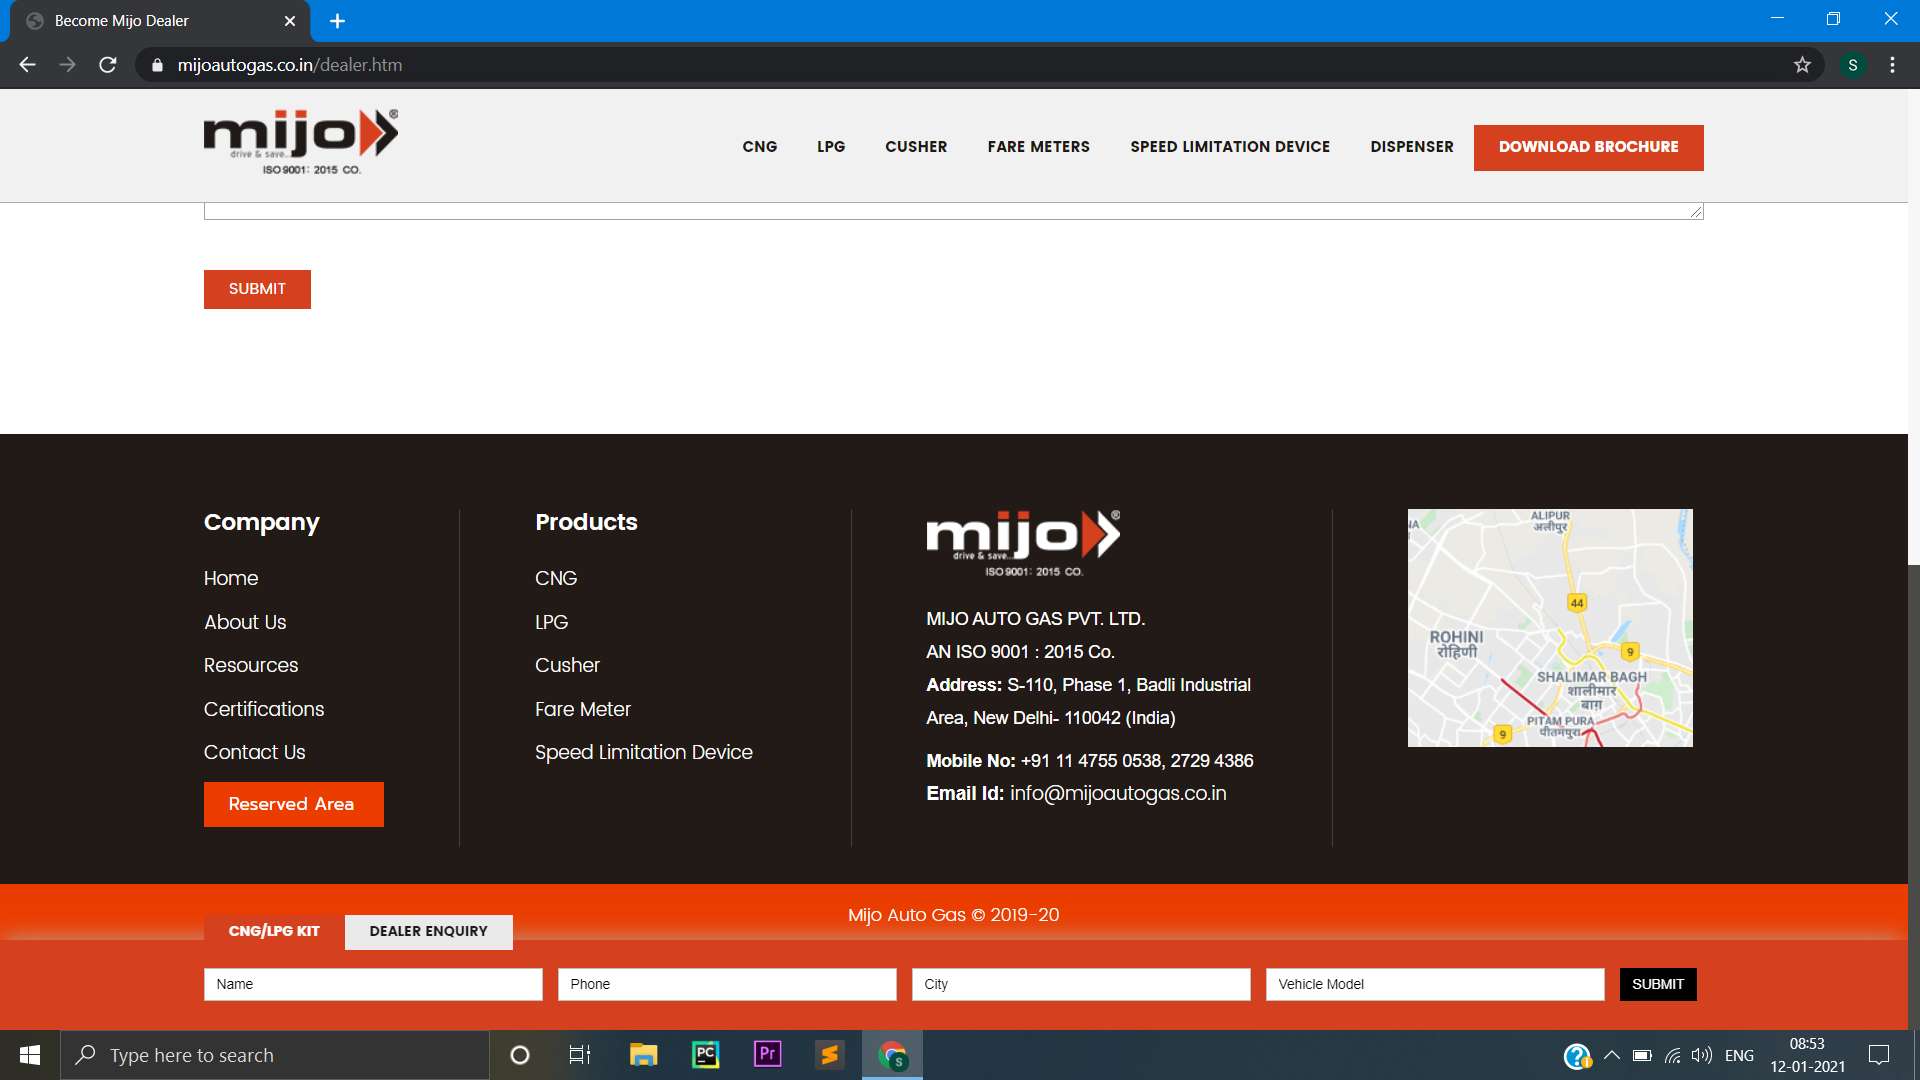 Become Mijo Dealer
mijoautogas.co.in/dealer.htm
S
mijo®
drive & save...
ISO 9001: 2015 CO.
CNG LPG CUSHER FARE METERS SPEED LIMITATION DEVICE DISPENSER DOWNLOAD BROCHURE
SUBMIT
Company
Home
About Us
Resources
Certifications
Contact Us
Reserved Area
Products
CNG
LPG
Cusher
Fare Meter
Speed Limitation Device
mijo®
drive & save...
ISO 9001: 2015 CO.
MIJO AUTO GAS PVT. LTD.
AN ISO 9001 : 2015 Co.
Address: S-110, Phase 1, Badli Industrial
Area, New Delhi- 110042 (India)
Mobile No: +91 11 4755 0538, 2729 4386
Email Id: info@mijoautogas.co.in
ALIPUR
अलीपुर
NA
44
ROHINI
रोहिणी
9
SHALIMAR BAGH
शालीमार
बाग़
PITAM PURA
पीतमपुरा
9
Mijo Auto Gas © 2019-20
CNG/LPG KIT DEALER ENQUIRY
Name Phone City Vehicle Model SUBMIT
Type here to search
PC
Pr
S
ENG
08:53
12-01-2021